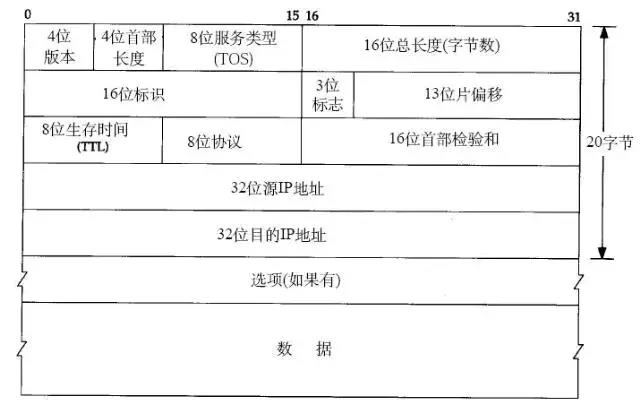 0 15 16 31
4位 4位首部 8位服务类型 16位总长度(字节数)
版本 长度 (TOS)
16位标识 3位 13位片偏移
标志
8位生存时间 8位协议 16位首部检验和 20字节
(TTL)
32位源IP地址
32位目的IP地址
选项(如果有)
数 据